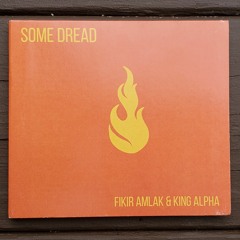 SOME DREAD
FIKIR AMLAK & KING ALPHA